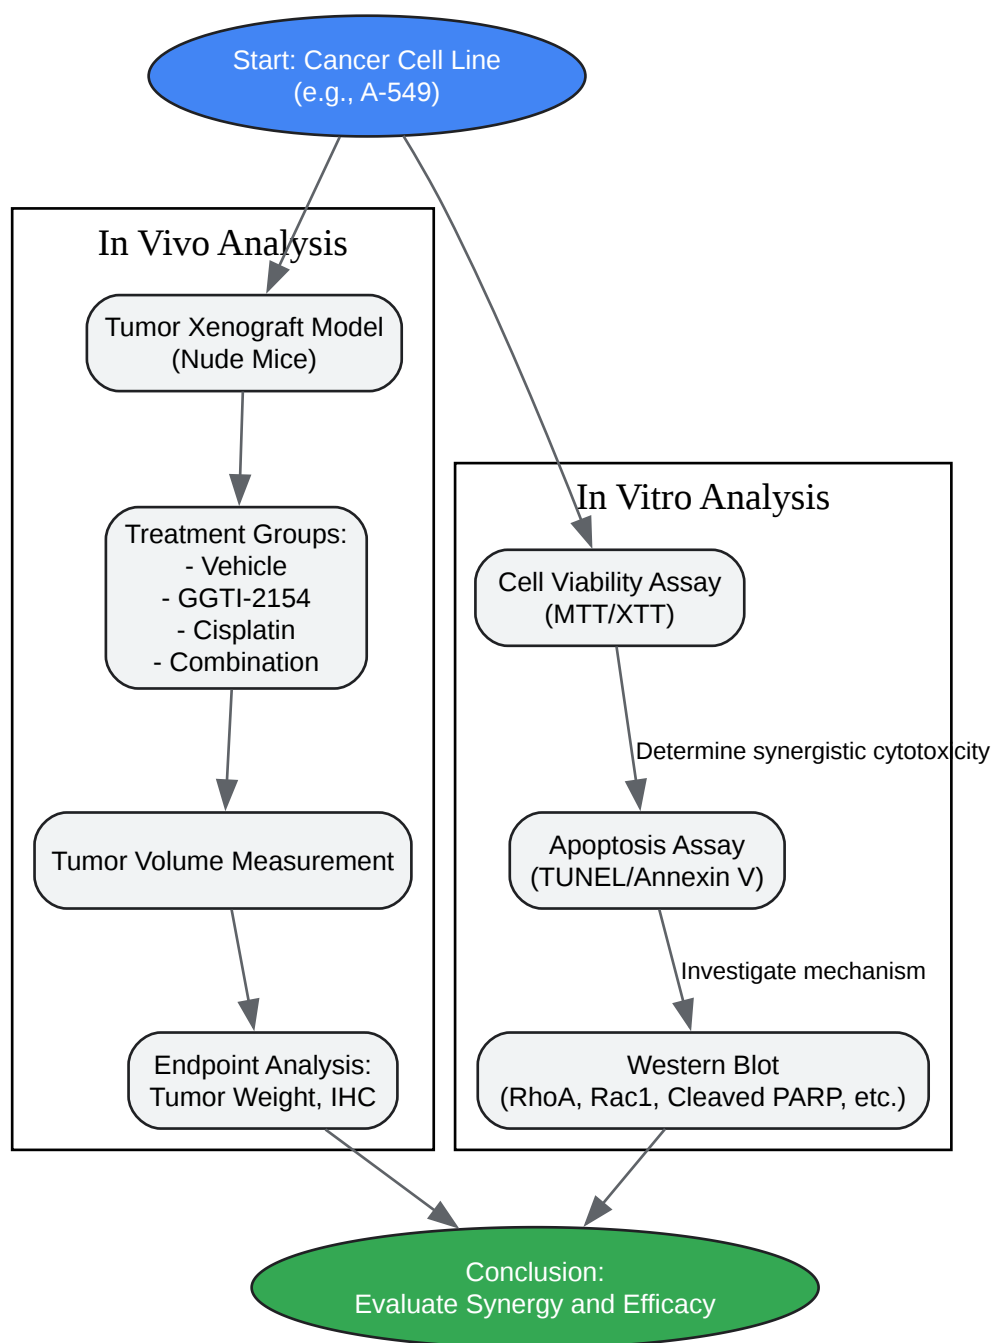 Start: Cancer Cell Line
(e.g., A-549)
In Vivo Analysis
Tumor Xenograft Model
(Nude Mice)
Treatment Groups:
- Vehicle
- GGTI-2154
- Cisplatin
- Combination
Tumor Volume Measurement
Endpoint Analysis:
Tumor Weight, IHC
In Vitro Analysis
Cell Viability Assay
(MTT/XTT)
Determine synergistic cytotoxicity
Apoptosis Assay
(TUNEL/Annexin V)
Investigate mechanism
Western Blot
(RhoA, Rac1, Cleaved PARP, etc.)
Conclusion:
Evaluate Synergy and Efficacy